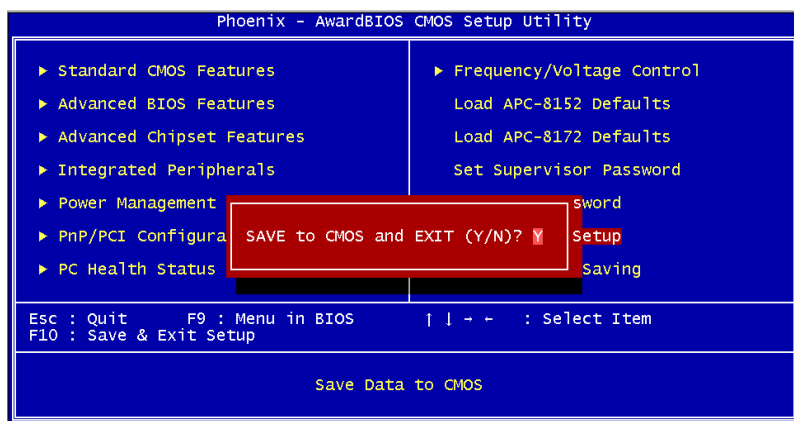 Phoenix - AwardBIOS CMOS Setup Utility
▶ Standard CMOS Features
▶ Advanced BIOS Features
▶ Advanced Chipset Features
▶ Integrated Peripherals
▶ Power Management
▶ PnP/PCI Configura
▶ PC Health Status
▶ Frequency/Voltage Control
Load APC-8152 Defaults
Load APC-8172 Defaults
Set Supervisor Password
sword
Setup
Saving
SAVE to CMOS and EXIT (Y/N)? Y
Esc : Quit F9 : Menu in BIOS ↑ ↓ → ← : Select Item
F10 : Save & Exit Setup
Save Data to CMOS